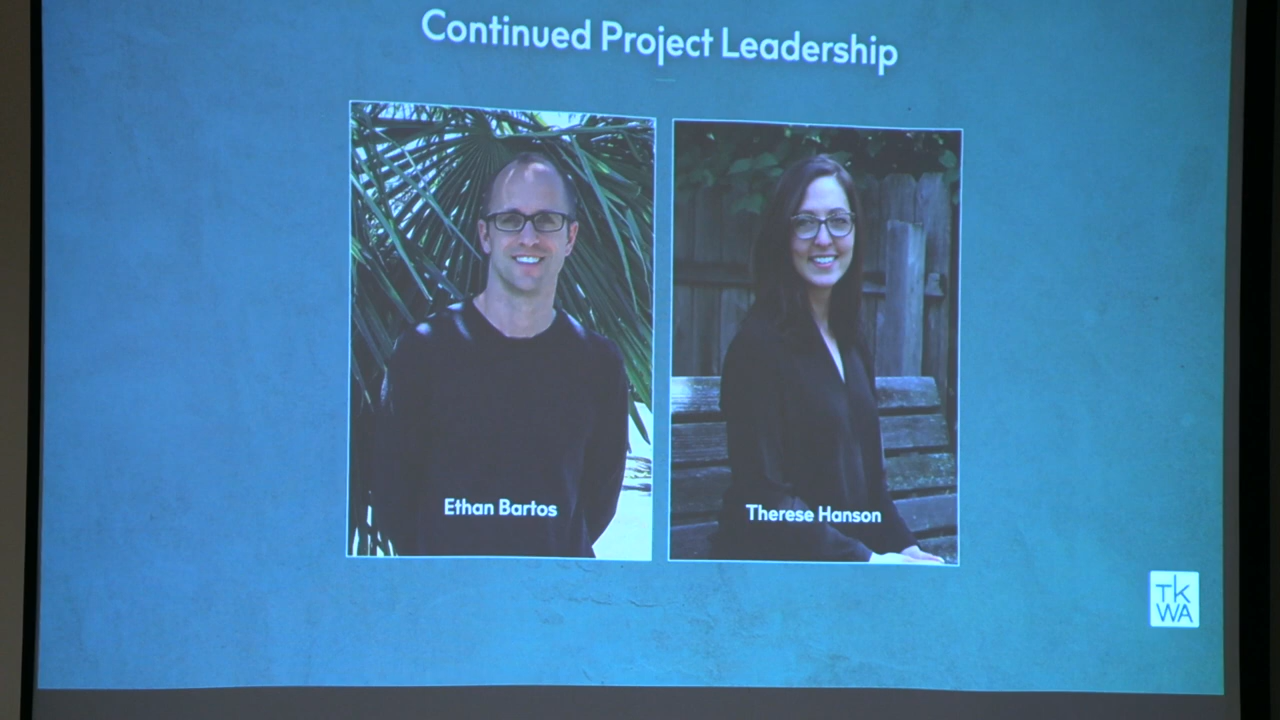 Continued Project Leadership
Ethan Bartos
Therese Hanson
TK
WA